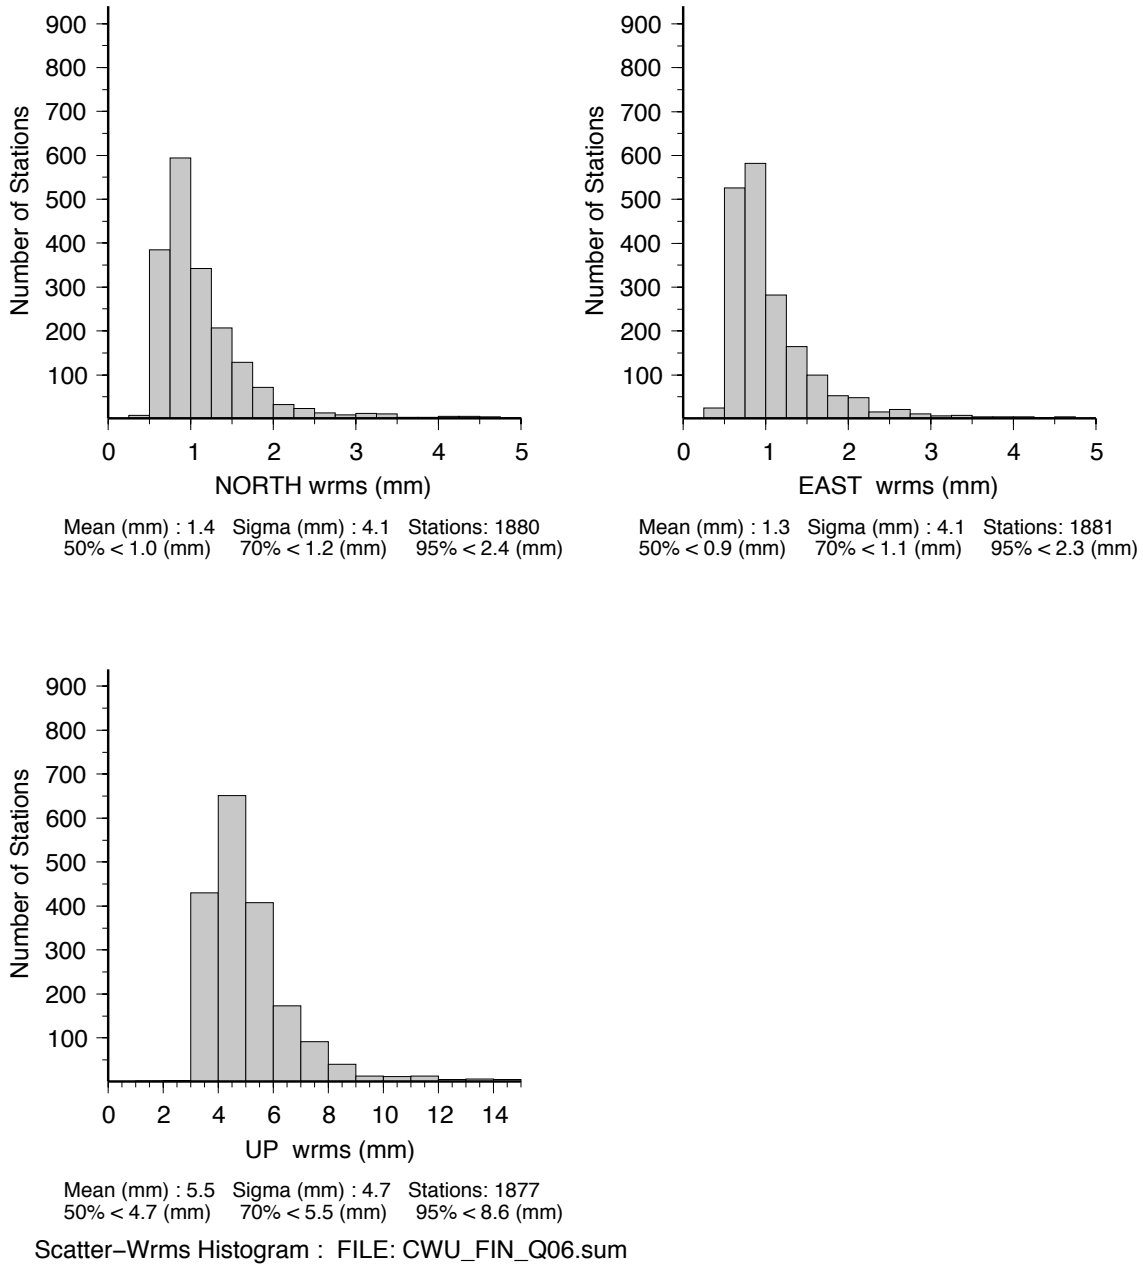 900
800
700
600
500
400
300
200
100
Number of Stations
0 1 2 3 4 5
NORTH wrms (mm)
Mean (mm) : 1.4 Sigma (mm) : 4.1 Stations: 1880
50% < 1.0 (mm) 70% < 1.2 (mm) 95% < 2.4 (mm)
900
800
700
600
500
400
300
200
100
Number of Stations
0 1 2 3 4 5
EAST wrms (mm)
Mean (mm) : 1.3 Sigma (mm) : 4.1 Stations: 1881
50% < 0.9 (mm) 70% < 1.1 (mm) 95% < 2.3 (mm)
900
800
700
600
500
400
300
200
100
Number of Stations
0 2 4 6 8 10 12 14
UP wrms (mm)
Mean (mm) : 5.5 Sigma (mm) : 4.7 Stations: 1877
50% < 4.7 (mm) 70% < 5.5 (mm) 95% < 8.6 (mm)
Scatter−Wrms Histogram : FILE: CWU_FIN_Q06.sum